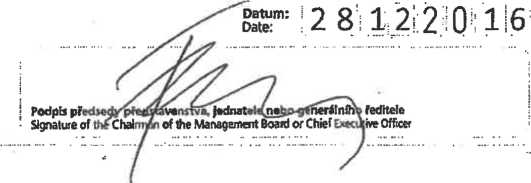 Datum: 28122016
Date:
Podpis předsedy představenstva, jednatele nebo generálního ředitele
Signature of the Chairman of the Management Board or Chief Executive Officer